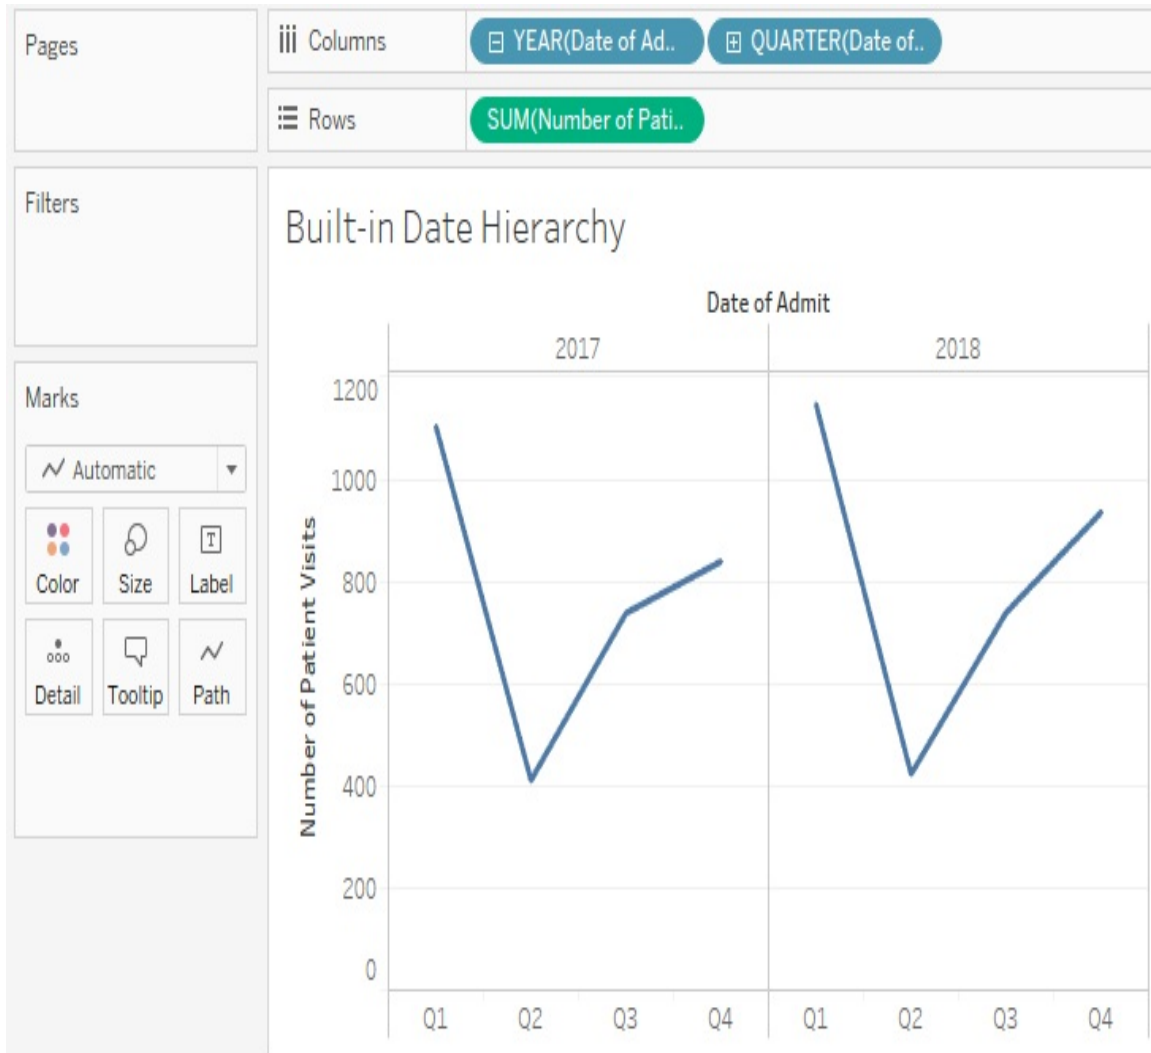 Pages
Columns
YEAR(Date of Ad..
QUARTER(Date of..
Rows
SUM(Number of Pati..
Filters
Marks
Automatic
Color
Size
T
Label
Detail
Tooltip
Path
Built-in Date Hierarchy
Date of Admit
2017
2018
Number of Patient Visits
1200
1000
800
600
400
200
0
Q1
Q2
Q3
Q4
Q1
Q2
Q3
Q4